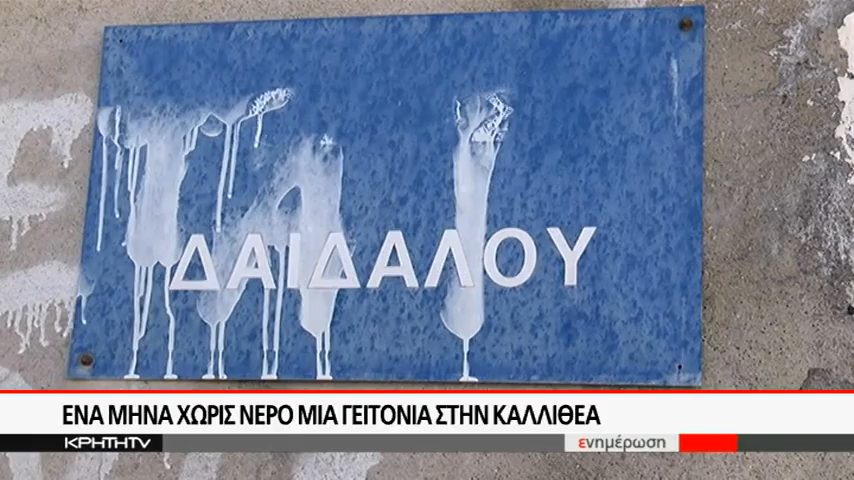 ΔΑΙΔΑΛΟΥ
ΕΝΑ ΜΗΝΑ ΧΩΡΙΣ ΝΕΡΟ ΜΙΑ ΓΕΙΤΟΝΙΑ ΣΤΗΝ ΚΑΛΛΙΘΕΑ
ΚΡΗΤΗTV ενημέρωση